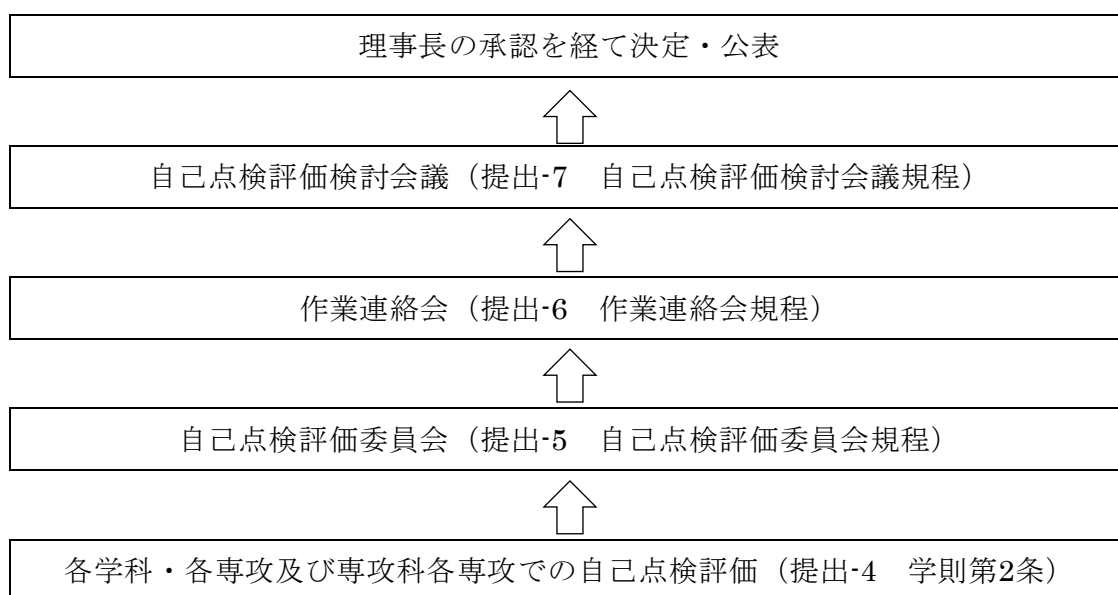 理事長の承認を経て決定・公表
自己点検評価検討会議（提出-7　自己点検評価検討会議規程）
作業連絡会（提出-6　作業連絡会規程）
自己点検評価委員会（提出-5　自己点検評価委員会規程）
各学科・各専攻及び専攻科各専攻での自己点検評価（提出-4　学則第2条）